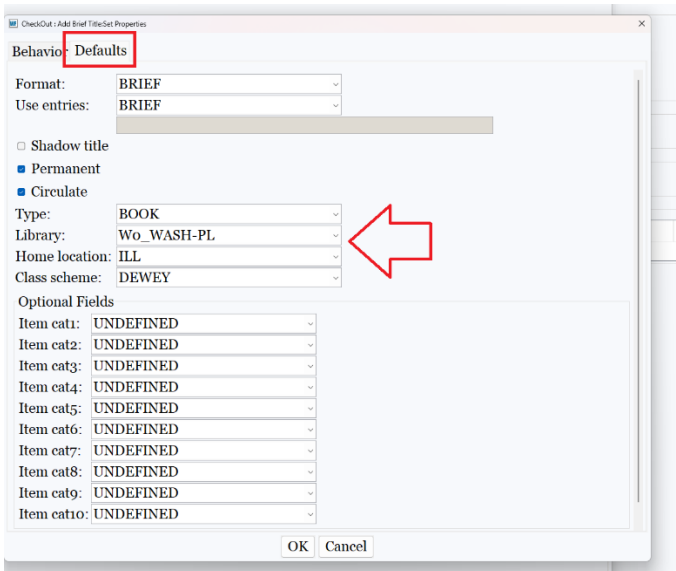 CheckOut : Add Brief Title:Set Properties
Behavior Defaults
Format: BRIEF
Use entries: BRIEF
Shadow title
Permanent
Circulate
Type: BOOK
Library: W0_WASH-PL
Home location: ILL
Class scheme: DEWEY
Optional Fields
Item cat1: UNDEFINED
Item cat2: UNDEFINED
Item cat3: UNDEFINED
Item cat4: UNDEFINED
Item cat5: UNDEFINED
Item cat6: UNDEFINED
Item cat7: UNDEFINED
Item cat8: UNDEFINED
Item cat9: UNDEFINED
Item cat10: UNDEFINED
OK Cancel